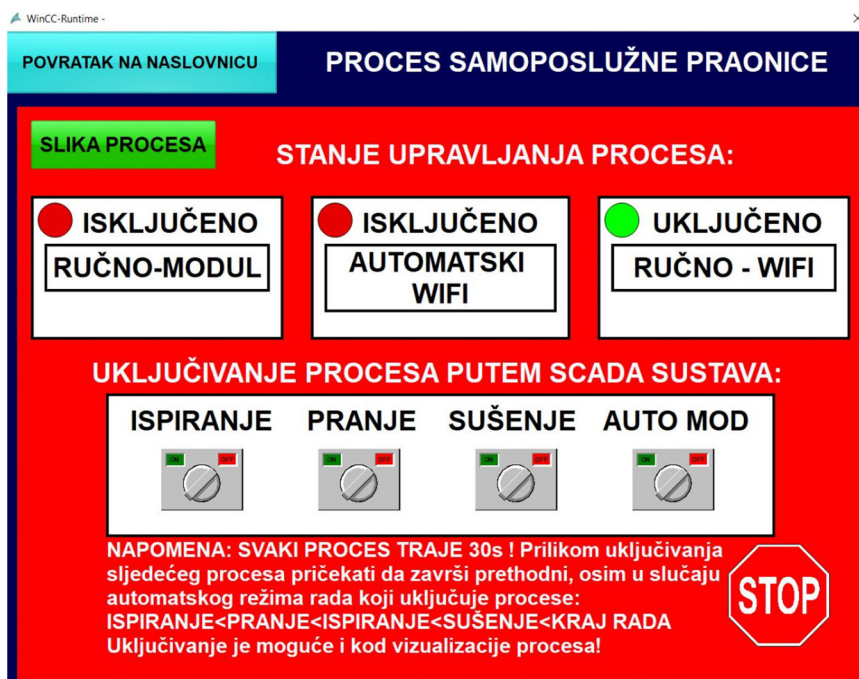 WinCC-Runtime -
POVRATAK NA NASLOVNICU
PROCES SAMOPOSLUŽNE PRAONICE
SLIKA PROCESA
STANJE UPRAVLJANJA PROCESA:
ISKLJUČENO
RUČNO-MODUL
ISKLJUČENO
AUTOMATSKI
WIFI
UKLJUČENO
RUČNO - WIFI
UKLJUČIVANJE PROCESA PUTEM SCADA SUSTAVA:
ISPIRANJE PRANJE SUŠENJE AUTO MOD
ON OFF ON OFF ON OFF ON OFF
NAPOMENA: SVAKI PROCES TRAJE 30s ! Prilikom uključivanja
sljedećeg procesa pričekati da završi prethodni, osim u slučaju
automatskog režima rada koji uključuje procese:
ISPIRANJE<PRANJE<ISPIRANJE<SUŠENJE<KRAJ RADA
Uključivanje je moguće i kod vizualizacije procesa!
STOP